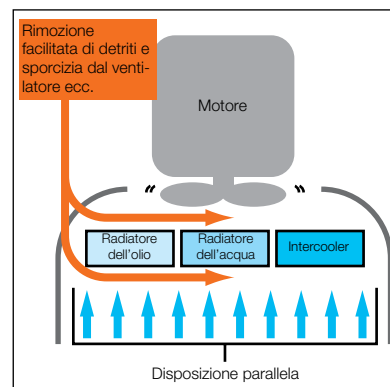 Rimozione
facilitata di detriti e
sporcizia dal venti-
latore ecc.
Motore
Radiatore
dell'olio
Radiatore
dell'acqua
Intercooler
Disposizione parallela